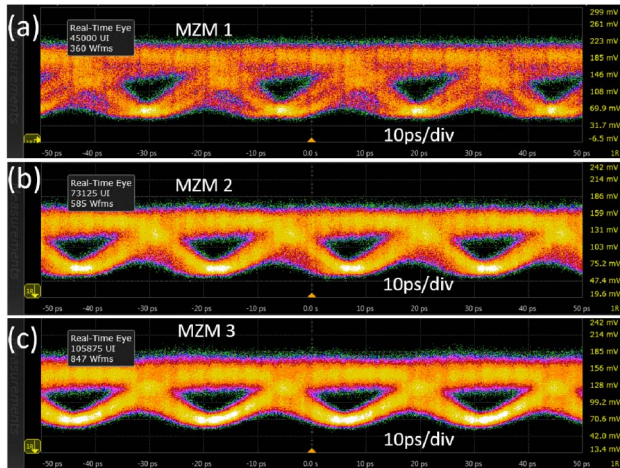 (a)
Real-Time Eye
45000 UI
360 Wfms
MZM 1
10ps/div
299 mV
261 mV
223 mV
185 mV
146 mV
108 mV
69.9 mV
31.7 mV
-6.5 mV
-50 ps -40 ps -30 ps -20 ps -10 ps 0.0 s 10 ps 20 ps 30 ps 40 ps 50 ps 1R
(b)
Real-Time Eye
73125 UI
585 Wfms
MZM 2
10ps/div
242 mV
214 mV
186 mV
159 mV
131 mV
103 mV
75.2 mV
47.4 mV
19.6 mV
-50 ps -40 ps -30 ps -20 ps -10 ps 0.0 s 10 ps 20 ps 30 ps 40 ps 50 ps 1R
(c)
Real-Time Eye
105875 UI
847 Wfms
MZM 3
10ps/div
242 mV
214 mV
185 mV
156 mV
128 mV
99.2 mV
70.6 mV
42.0 mV
13.4 mV
-50 ps -40 ps -30 ps -20 ps -10 ps 0.0 s 10 ps 20 ps 30 ps 40 ps 50 ps 1R